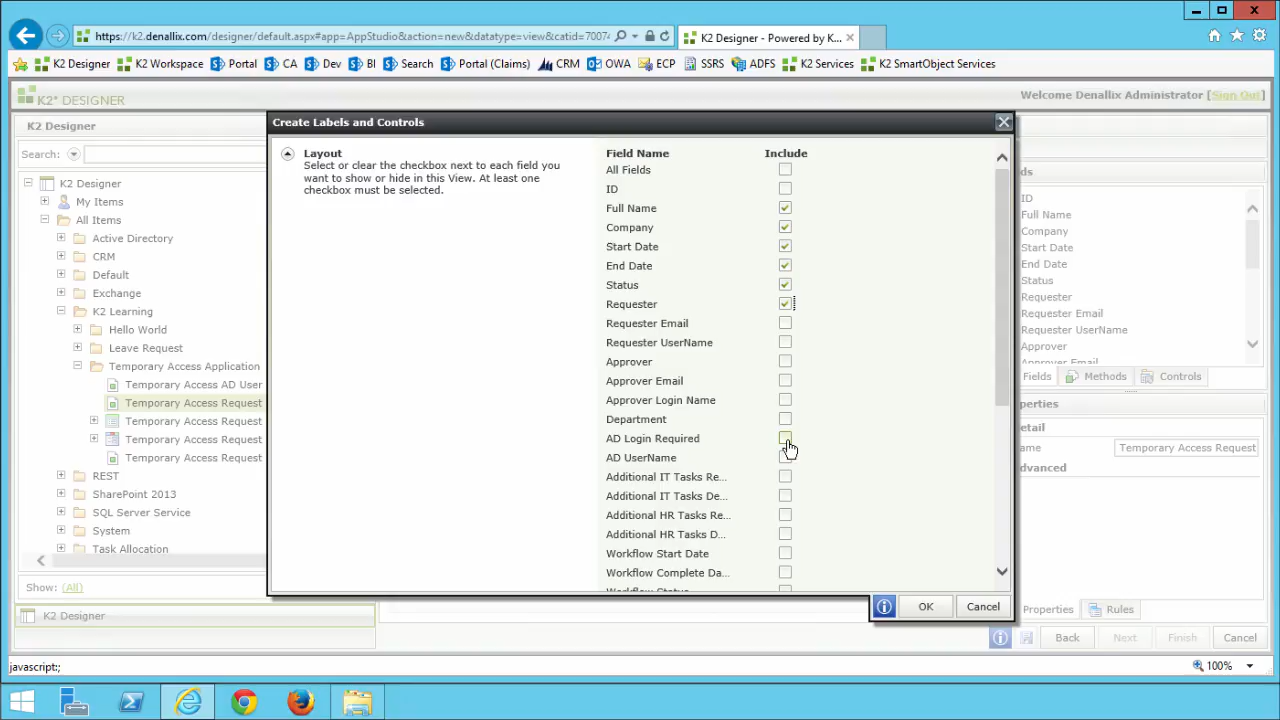 https://k2.denallix.com/designer/default.aspx#app=AppStudio&action=new&datatype=view&catid=70074
K2 Designer - Powered by K...
K2 Designer
K2 Workspace
Portal
CA
Dev
BI
Search
Portal (Claims)
CRM
OWA
ECP
SSRS
ADFS
K2 Services
K2 SmartObject Services
K2* DESIGNER
Welcome Denallix Administrator [Sign Out]
K2 Designer
Search:
K2 Designer
My Items
All Items
Active Directory
CRM
Default
Exchange
K2 Learning
Hello World
Leave Request
Temporary Access Application
Temporary Access AD User
Temporary Access Request
Temporary Access Request
Temporary Access Request
Temporary Access Request
REST
SharePoint 2013
SQL Server Service
System
Task Allocation
Show: (All)
K2 Designer
Create Labels and Controls
Layout
Select or clear the checkbox next to each field you
want to show or hide in this View. At least one
checkbox must be selected.
Field Name Include
All Fields
ID
Full Name
Company
Start Date
End Date
Status
Requester
Requester Email
Requester UserName
Approver
Approver Email
Approver Login Name
Department
AD Login Required
AD UserName
Additional IT Tasks Re...
Additional IT Tasks De...
Additional HR Tasks Re...
Additional HR Tasks D...
Workflow Start Date
Workflow Complete Da...
Workflow Status
OK
Cancel
ds
ID
Full Name
Company
Start Date
End Date
Status
Requester
Requester Email
Requester UserName
Approver
Approver Email
Fields
Methods
Controls
operties
etail
ame Temporary Access Request
dvanced
Properties
Rules
Back
Next
Finish
Cancel
javascript:;
100%